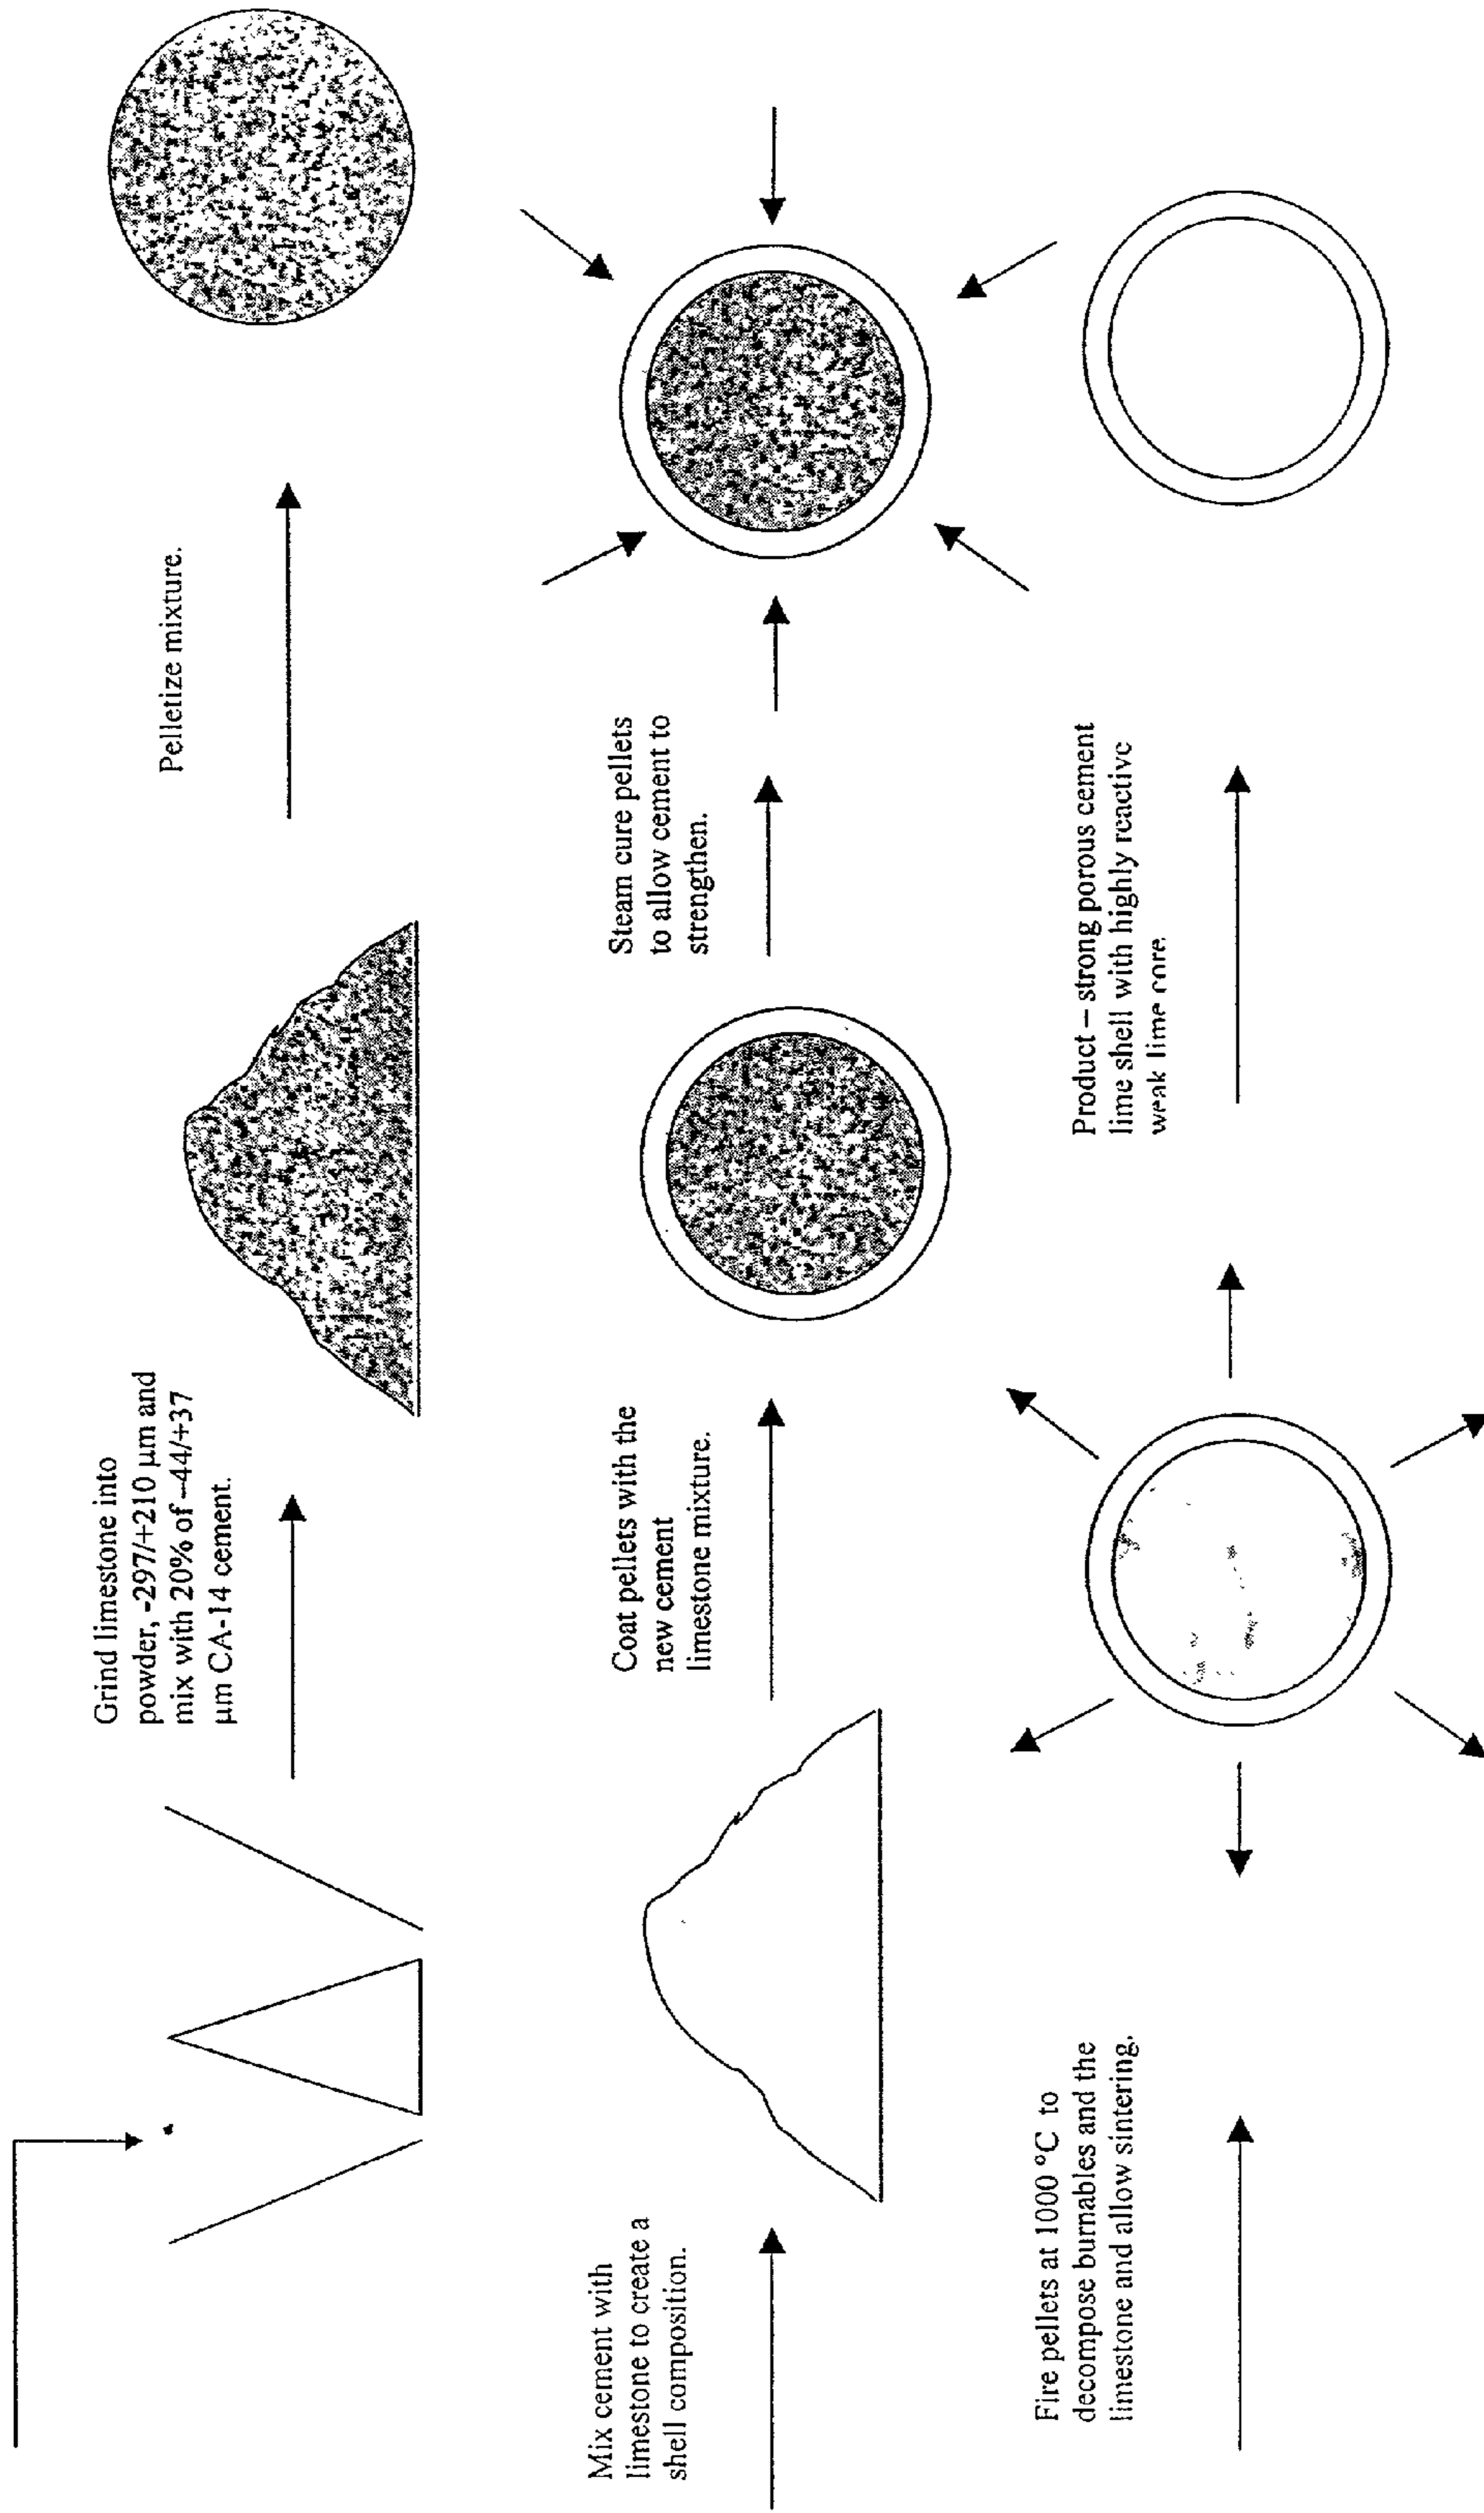 Grind limestone into
powder, -297/+210 µm and
mix with 20% of –44/+37
µm CA-14 cement.
Pelletize mixture.
Mix cement with
limestone to create a
shell composition.
Coat pellets with the
new cement
limestone mixture.
Steam cure pellets
to allow cement to
strengthen.
Fire pellets at 1000 °C to
decompose burnables and the
limestone and allow sintering.
Product – strong porous cement
lime shell with highly reactive
weak lime core.